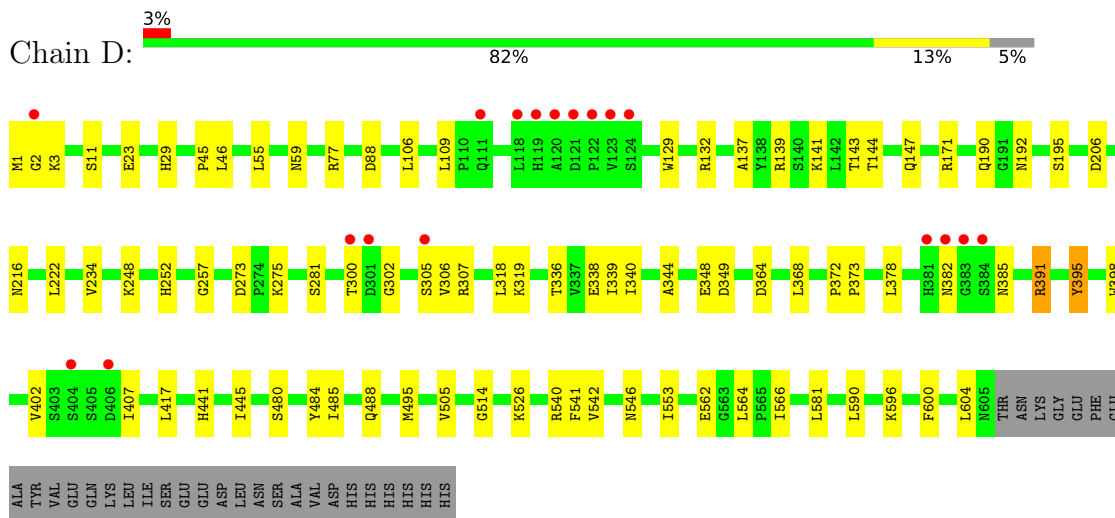 3%
Chain D:
82% 13% 5%
M1 G2 K3 S11 E23 H29 P45 L46 L55 N59 R77 D88 L106 L109 P110 Q111 L118 H119 A120 D121 P122 V123 S124 W129 R132 A137 Y138 R139 S140 K141 L142 T143 T144 Q147 R171 Q190 G191 N192 S195 D206
N216 L222 V234 K248 H252 G257 D273 P274 K275 S281 T300 D301 G302 S305 V306 R307 L318 K319 T336 V337 E338 I339 I340 A344 E348 D349 D364 L368 P372 P373 L378 H381 N382 G383 S384 N385 R391 Y395 W398
V402 S403 S404 S405 D406 I407 L417 H441 I445 S480 Y484 I485 Q488 M495 V505 G514 K526 R540 F541 V542 N546 I553 E562 G563 L564 P565 I566 L581 L590 K596 F600 L604 N605 THR ASN LYS GLY GLU PHE GLU
ALA TYR VAL GLU GLN LYS LEU ILE SER GLU GLU ASP LEU ASN SER ALA VAL ASP HIS HIS HIS HIS HIS HIS